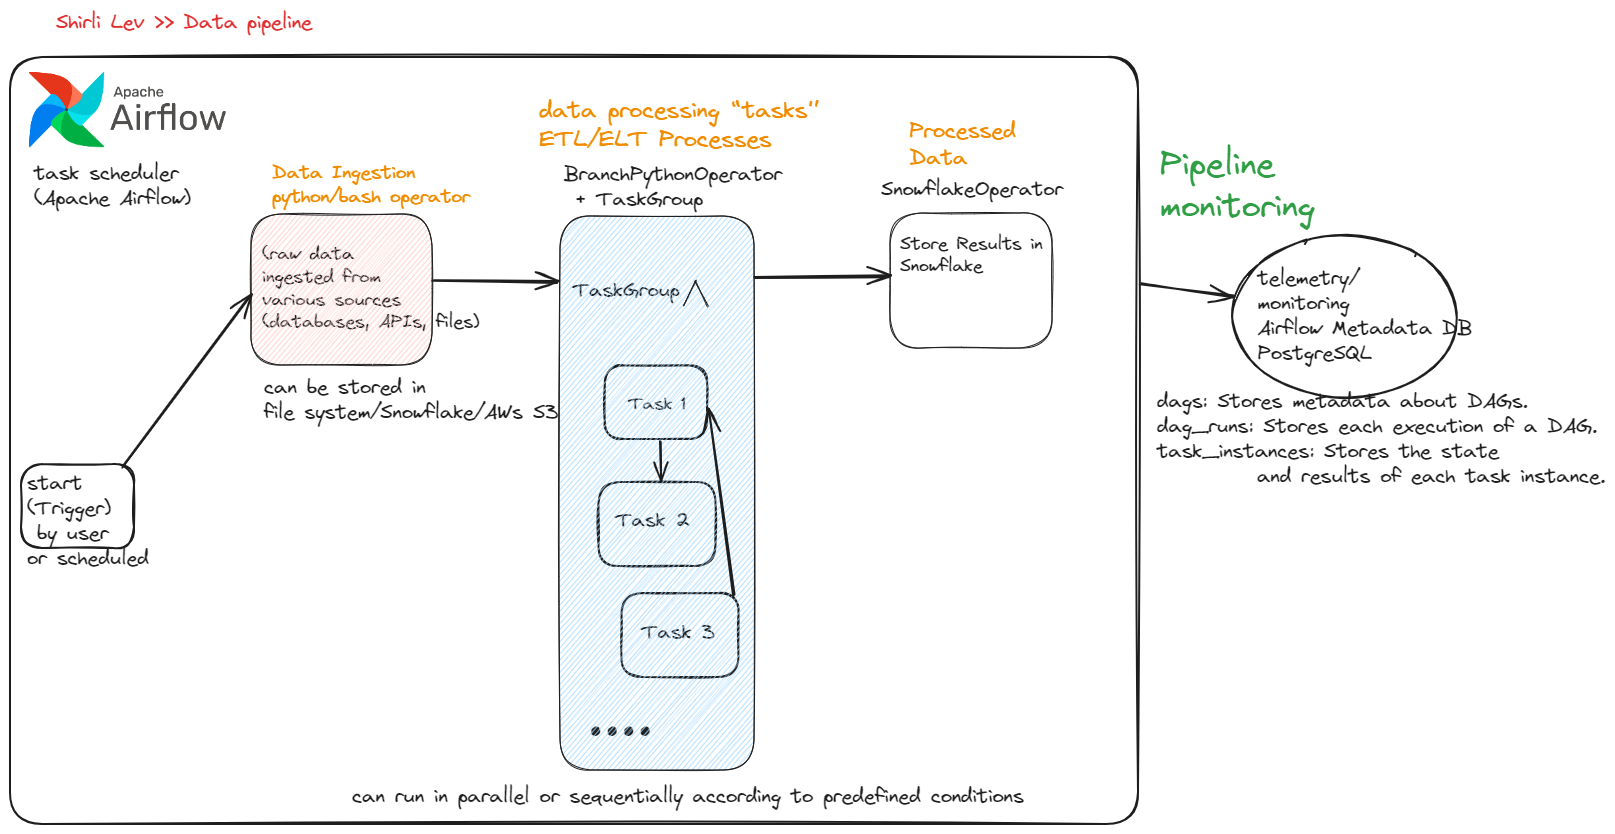 Shirli Lev >> Data pipeline
Apache
Airflow
task scheduler
(Apache Airflow)
start
(Trigger)
by user
or scheduled
Data Ingestion
python/bash operator
(raw data
ingested from
various sources
(databases, APIs, files)
can be stored in
file system/Snowflake/AWs S3
data processing "tasks"
ETL/ELT Processes
BranchPythonOperator
+ TaskGroup
TaskGroup
Task 1
Task 2
Task 3
Processed
Data
SnowflakeOperator
Store Results in
Snowflake
can run in parallel or sequentially according to predefined conditions
Pipeline
monitoring
telemetry/
monitoring
Airflow Metadata DB
PostgreSQL
dags: Stores metadata about DAGs.
dag_runs: Stores each execution of a DAG.
task_instances: Stores the state
and results of each task instance.